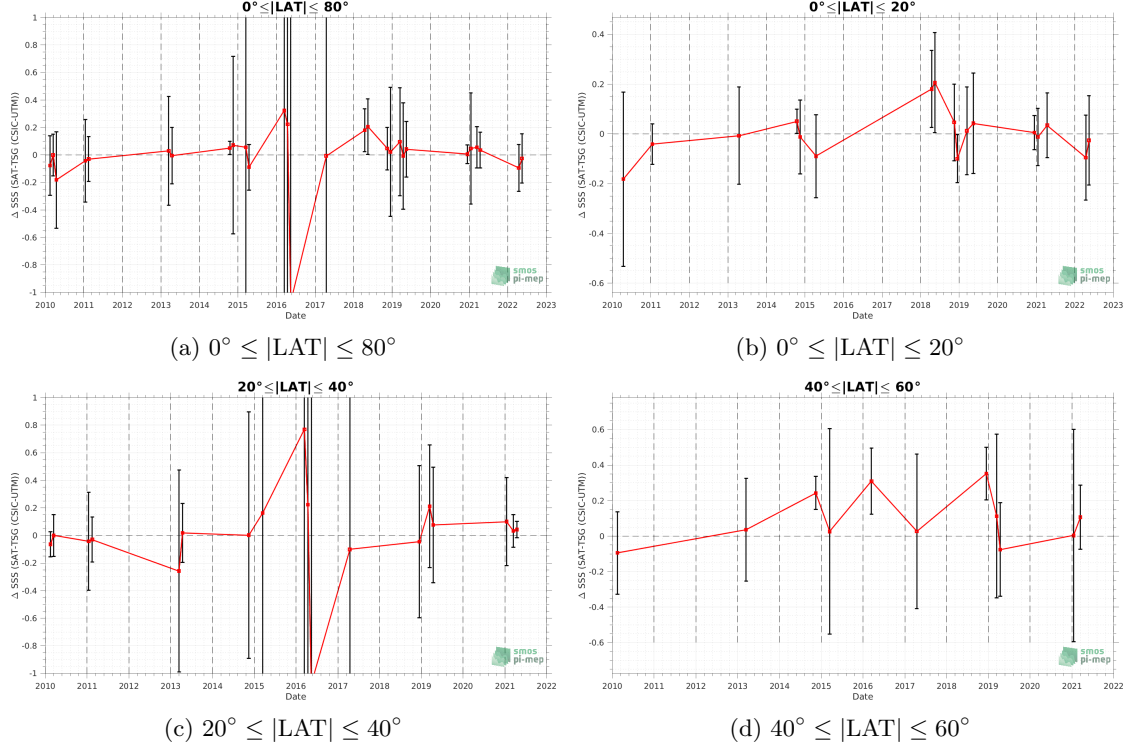 0°≤|LAT|≤ 80°
Δ SSS (SAT-TSG (CSIC-UTM))
1
0.8
0.6
0.4
0.2
0
-0.2
-0.4
-0.6
-0.8
-1
2010 2011 2012 2013 2014 2015 2016 2017 2018 2019 2020 2021 2022 2023
Date
smos
pi-mep
(a) 0° ≤ |LAT| ≤ 80°
0°≤|LAT|≤ 20°
Δ SSS (SAT-TSG (CSIC-UTM))
0.4
0.2
0
-0.2
-0.4
-0.6
2010 2011 2012 2013 2014 2015 2016 2017 2018 2019 2020 2021 2022 2023
Date
smos
pi-mep
(b) 0° ≤ |LAT| ≤ 20°
20°≤|LAT|≤ 40°
Δ SSS (SAT-TSG (CSIC-UTM))
1
0.8
0.6
0.4
0.2
0
-0.2
-0.4
-0.6
-0.8
-1
2010 2011 2012 2013 2014 2015 2016 2017 2018 2019 2020 2021 2022
Date
smos
pi-mep
(c) 20° ≤ |LAT| ≤ 40°
40°≤|LAT|≤ 60°
Δ SSS (SAT-TSG (CSIC-UTM))
0.6
0.4
0.2
0
-0.2
-0.4
-0.6
2010 2011 2012 2013 2014 2015 2016 2017 2018 2019 2020 2021 2022
Date
smos
pi-mep
(d) 40° ≤ |LAT| ≤ 60°